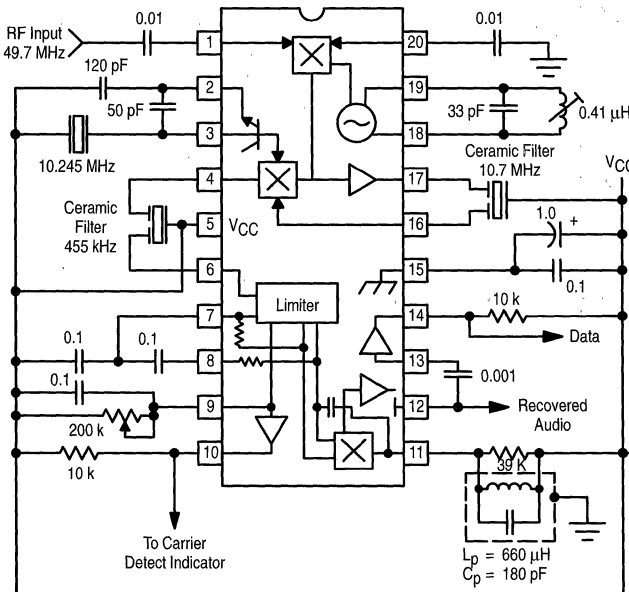 RF Input
49.7 MHz
0.01
1
20
0.01
120 pF
2
19
50 pF
33 pF
0.41 µH
3
18
10.245 MHz
Ceramic Filter
10.7 MHz
VCC
4
17
Ceramic
Filter
455 kHz
5
VCC
16
1.0
+
6
15
0.1
Limiter
7
14
10 k
Data
0.1
0.1
8
13
0.001
0.1
9
12
Recovered
Audio
200 k
10
11
10 k
39 K
To Carrier
Detect Indicator
Lp = 660 µH
Cp = 180 pF